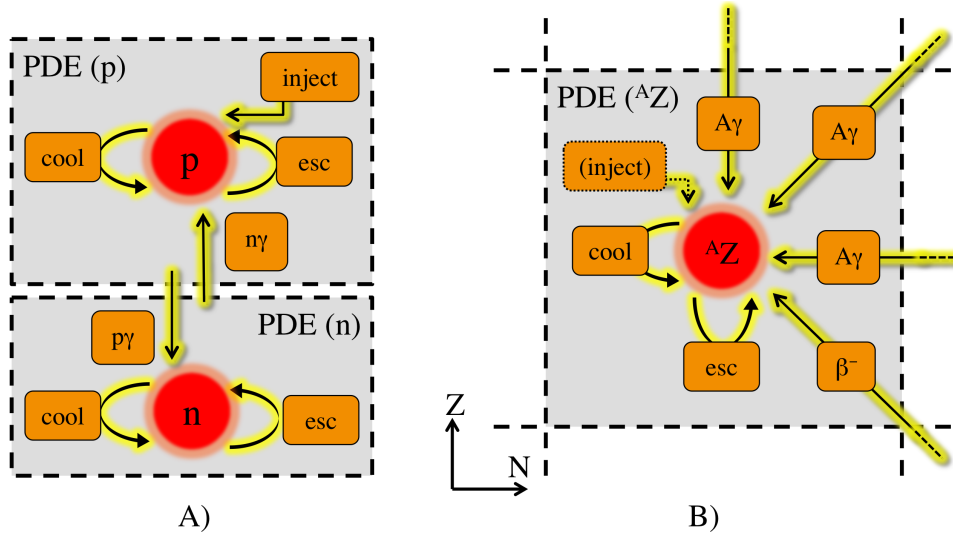 PDE (p)
inject
cool
p
esc
nγ
PDE (n)
pγ
cool
n
esc
A)
PDE (ᴬZ)
Aγ
Aγ
(inject)
cool
ᴬZ
Aγ
esc
β⁻
Z
N
B)